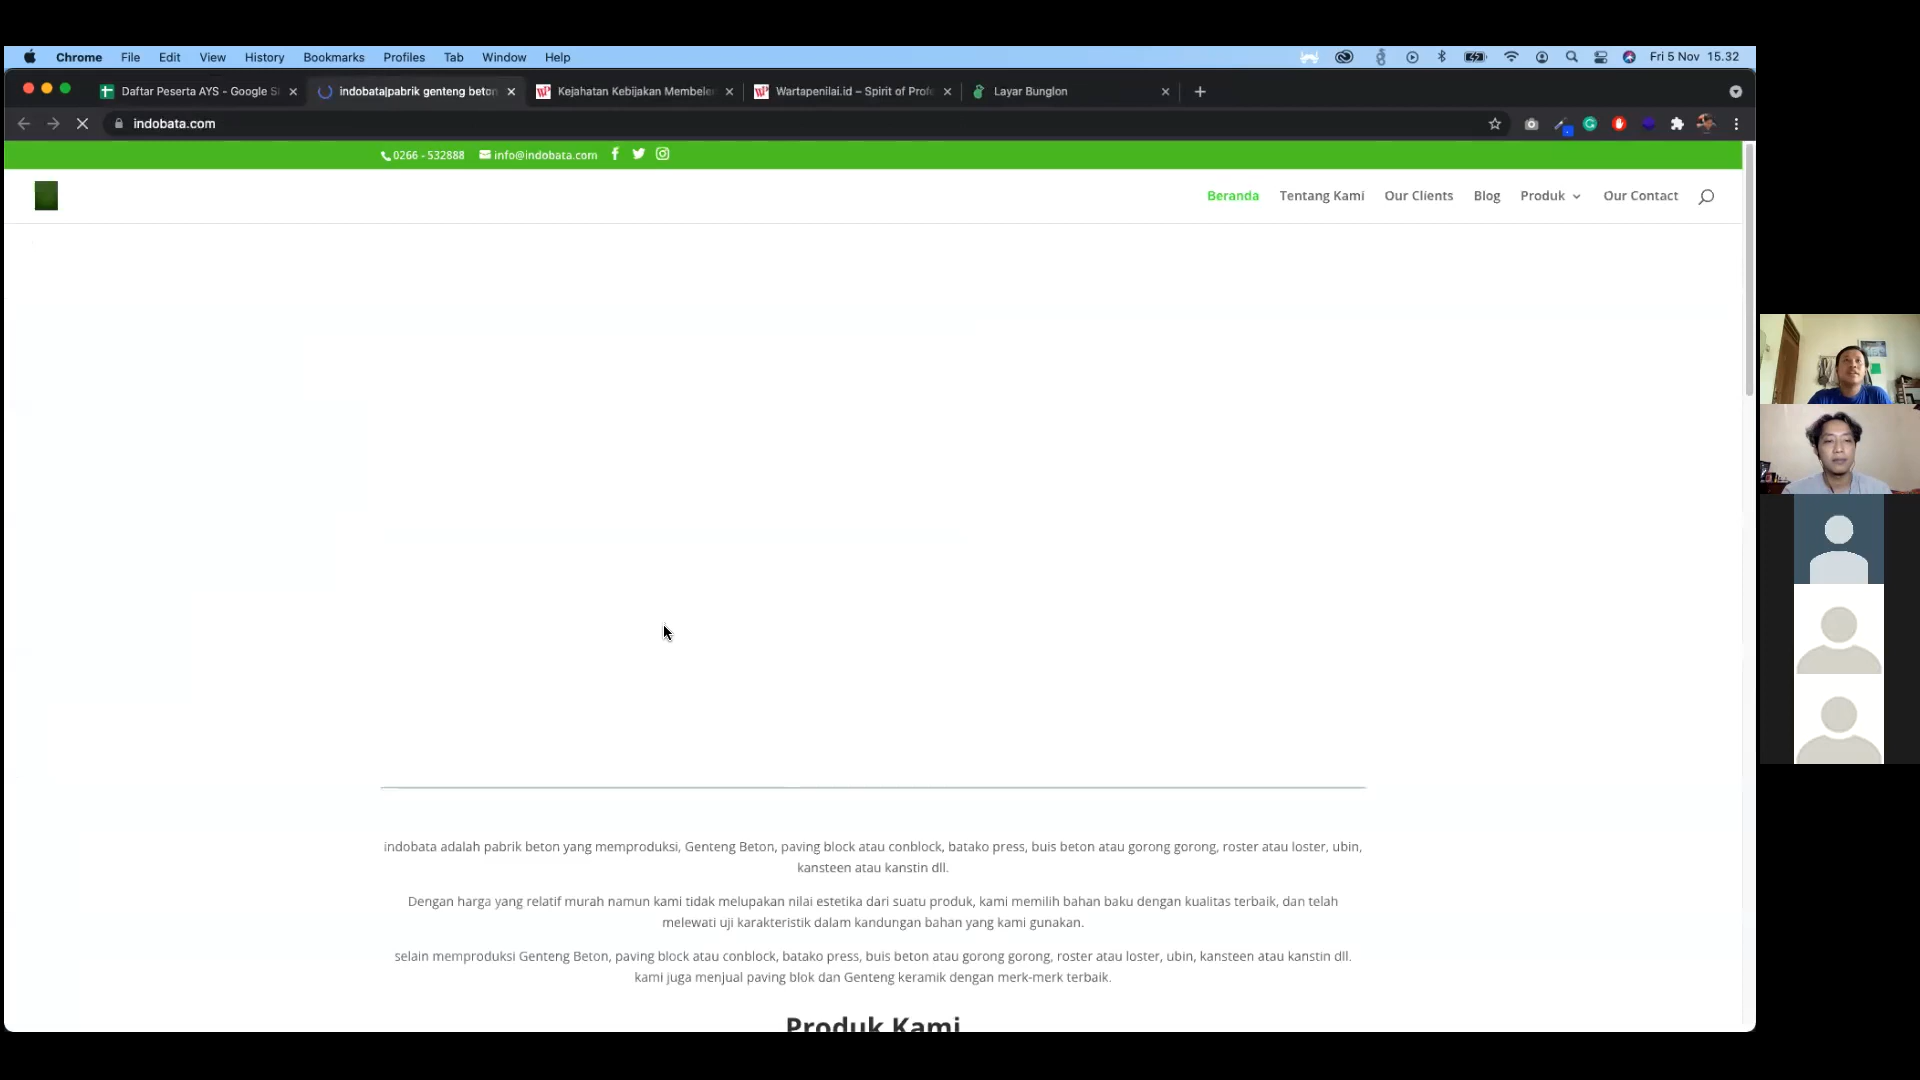 Chrome File Edit View History Bookmarks Profiles Tab Window Help Fri 5 Nov 15.32
Daftar Peserta AYS - Google S
indobata|pabrik genteng beton
Kejahatan Kebijakan Membele
Wartapenilai.id – Spirit of Profe
Layar Bunglon
indobata.com
0266 - 532888 info@indobata.com
Beranda Tentang Kami Our Clients Blog Produk Our Contact
indobata adalah pabrik beton yang memproduksi, Genteng Beton, paving block atau conblock, batako press, buis beton atau gorong gorong, roster atau loster, ubin,
kansteen atau kanstin dll.
Dengan harga yang relatif murah namun kami tidak melupakan nilai estetika dari suatu produk, kami memilih bahan baku dengan kualitas terbaik, dan telah
melewati uji karakteristik dalam kandungan bahan yang kami gunakan.
selain memproduksi Genteng Beton, paving block atau conblock, batako press, buis beton atau gorong gorong, roster atau loster, ubin, kansteen atau kanstin dll.
kami juga menjual paving blok dan Genteng keramik dengan merk-merk terbaik.
Produk Kami